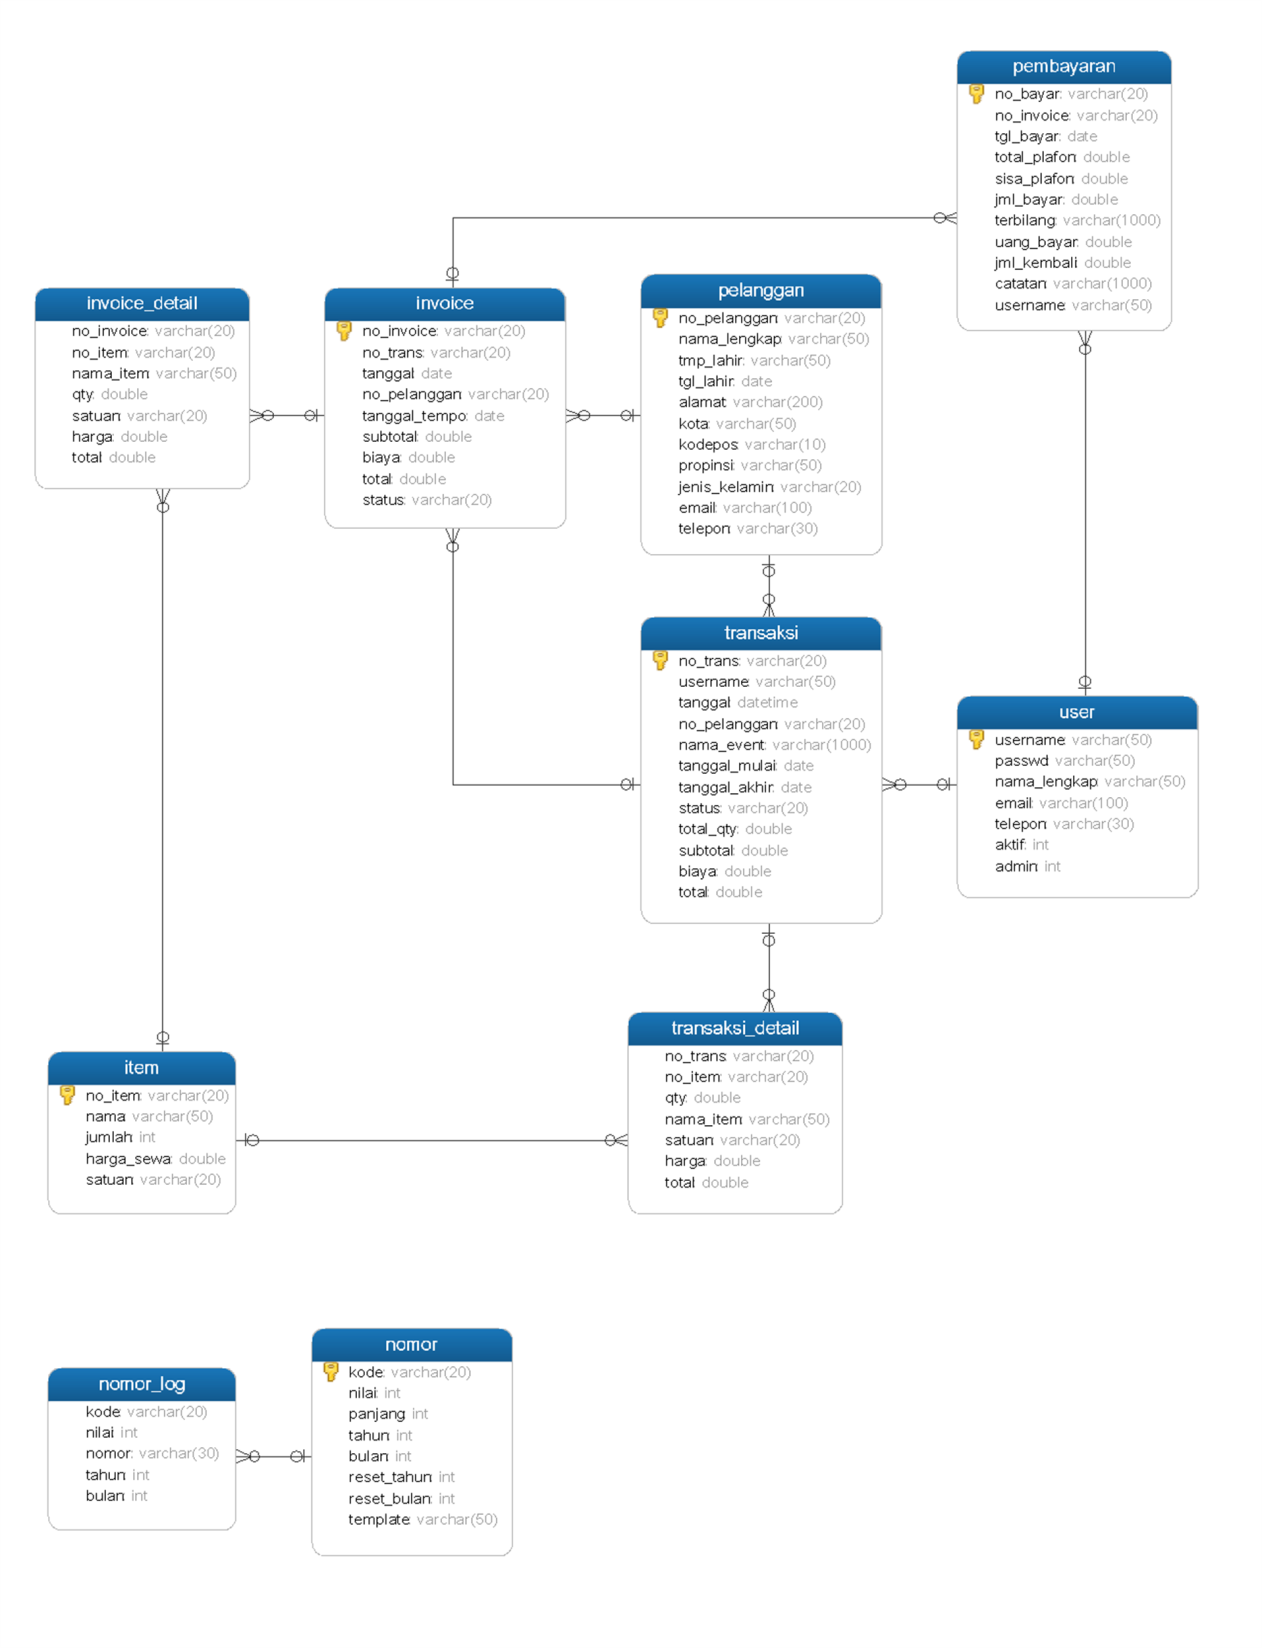 pembayaran
no_bayar: varchar(20)
no_invoice: varchar(20)
tgl_bayar: date
total_plafon: double
sisa_plafon: double
jml_bayar: double
terbilang: varchar(1000)
uang_bayar: double
jml_kembali: double
catatan: varchar(1000)
username: varchar(50)
invoice_detail
no_invoice: varchar(20)
no_item: varchar(20)
nama_item: varchar(50)
qty: double
satuan: varchar(20)
harga: double
total: double
invoice
no_invoice: varchar(20)
no_trans: varchar(20)
tanggal: date
no_pelanggan: varchar(20)
tanggal_tempo: date
subtotal: double
biaya: double
total: double
status: varchar(20)
pelanggan
no_pelanggan: varchar(20)
nama_lengkap: varchar(50)
tmp_lahir: varchar(50)
tgl_lahir: date
alamat: varchar(200)
kota: varchar(50)
kodepos: varchar(10)
propinsi: varchar(50)
jenis_kelamin: varchar(20)
email: varchar(100)
telepon: varchar(30)
transaksi
no_trans: varchar(20)
username: varchar(50)
tanggal: datetime
no_pelanggan: varchar(20)
nama_event: varchar(1000)
tanggal_mulai: date
tanggal_akhir: date
status: varchar(20)
total_qty: double
subtotal: double
biaya: double
total: double
user
username: varchar(50)
passwd: varchar(50)
nama_lengkap: varchar(50)
email: varchar(100)
telepon: varchar(30)
aktif: int
admin: int
item
no_item: varchar(20)
nama: varchar(50)
jumlah: int
harga_sewa: double
satuan: varchar(20)
transaksi_detail
no_trans: varchar(20)
no_item: varchar(20)
qty: double
nama_item: varchar(50)
satuan: varchar(20)
harga: double
total: double
nomor_log
kode: varchar(20)
nilai: int
nomor: varchar(30)
tahun: int
bulan: int
nomor
kode: varchar(20)
nilai: int
panjang: int
tahun: int
bulan: int
reset_tahun: int
reset_bulan: int
template: varchar(50)